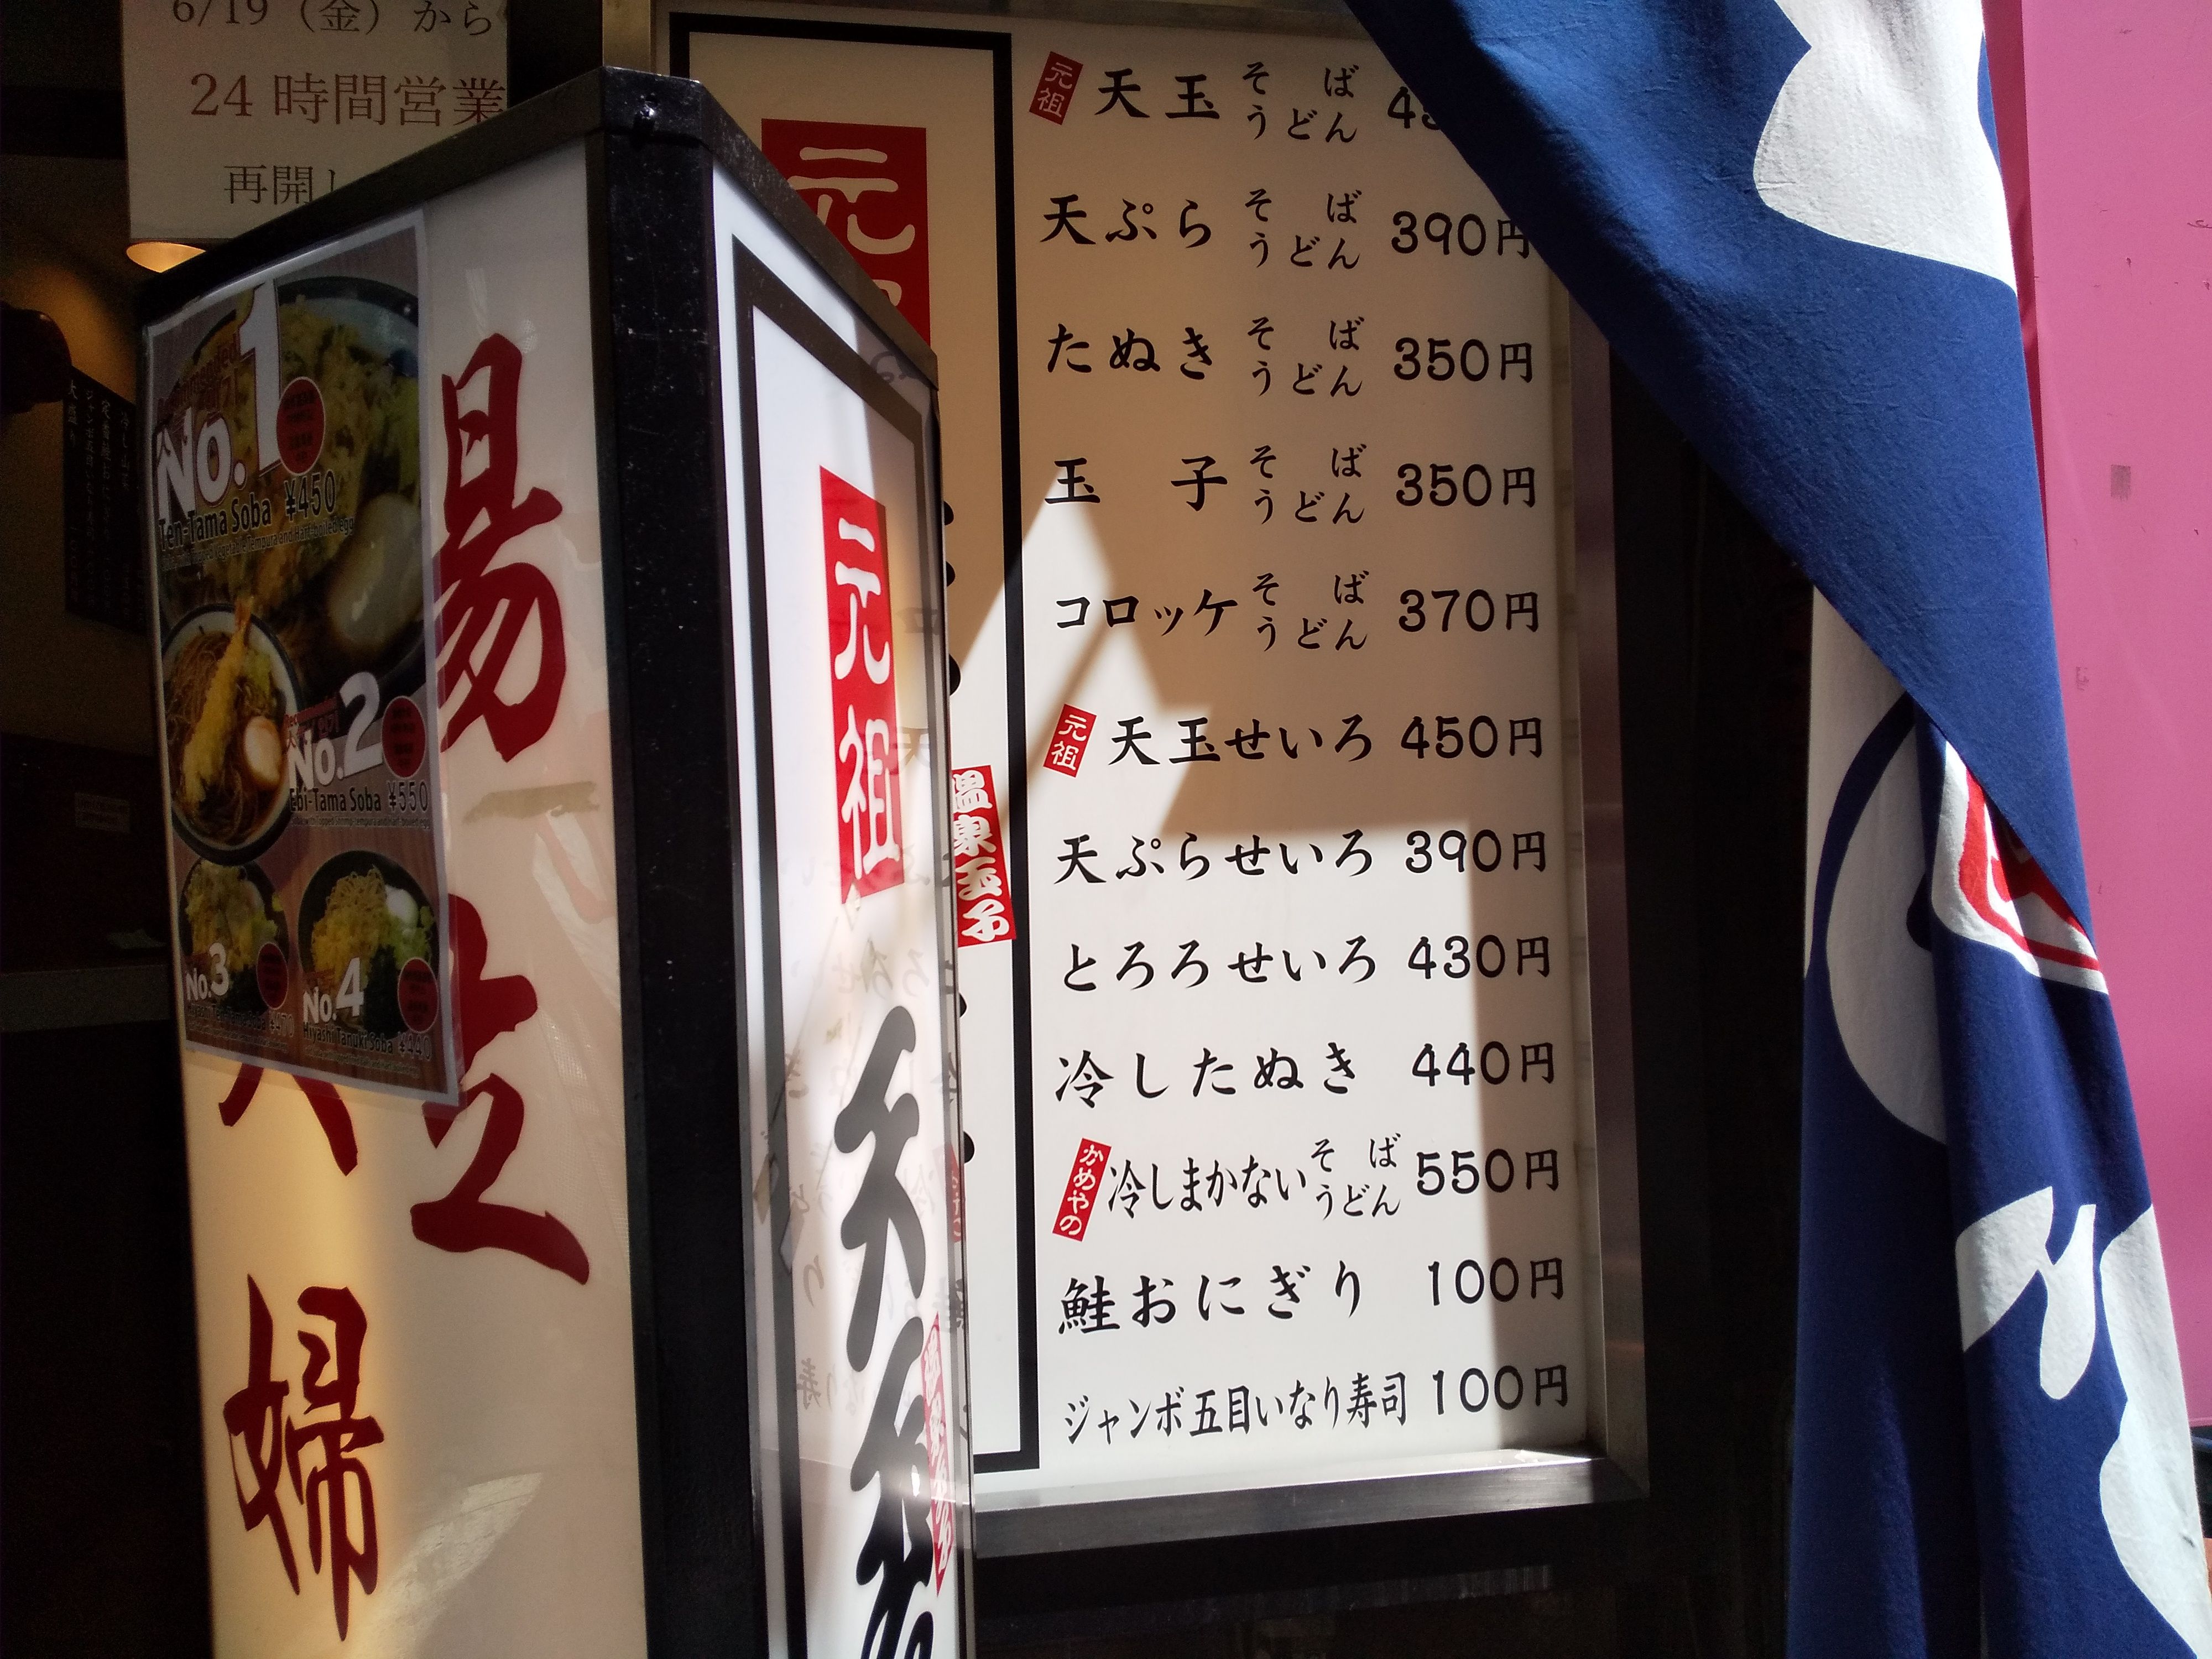 6/19（金）から
24 時間営業
再開し
No.1
Ten-Tama Soba ¥450
No.2
Ebi-Tama Soba ¥550
No.3
No.4
Hiyashi Tanuki Soba ¥440
婦
元祖
天玉
元
温泉玉子
元祖 天玉 そば うどん
天ぷら そば うどん 390円
たぬき そば うどん 350円
玉子 そば うどん 350円
コロッケ そば うどん 370円
元祖 天玉せいろ 450円
天ぷらせいろ 390円
とろろせいろ 430円
冷したぬき 440円
かめやの 冷しまかない そば うどん 550円
鮭おにぎり 100円
ジャンボ五目いなり寿司 100円